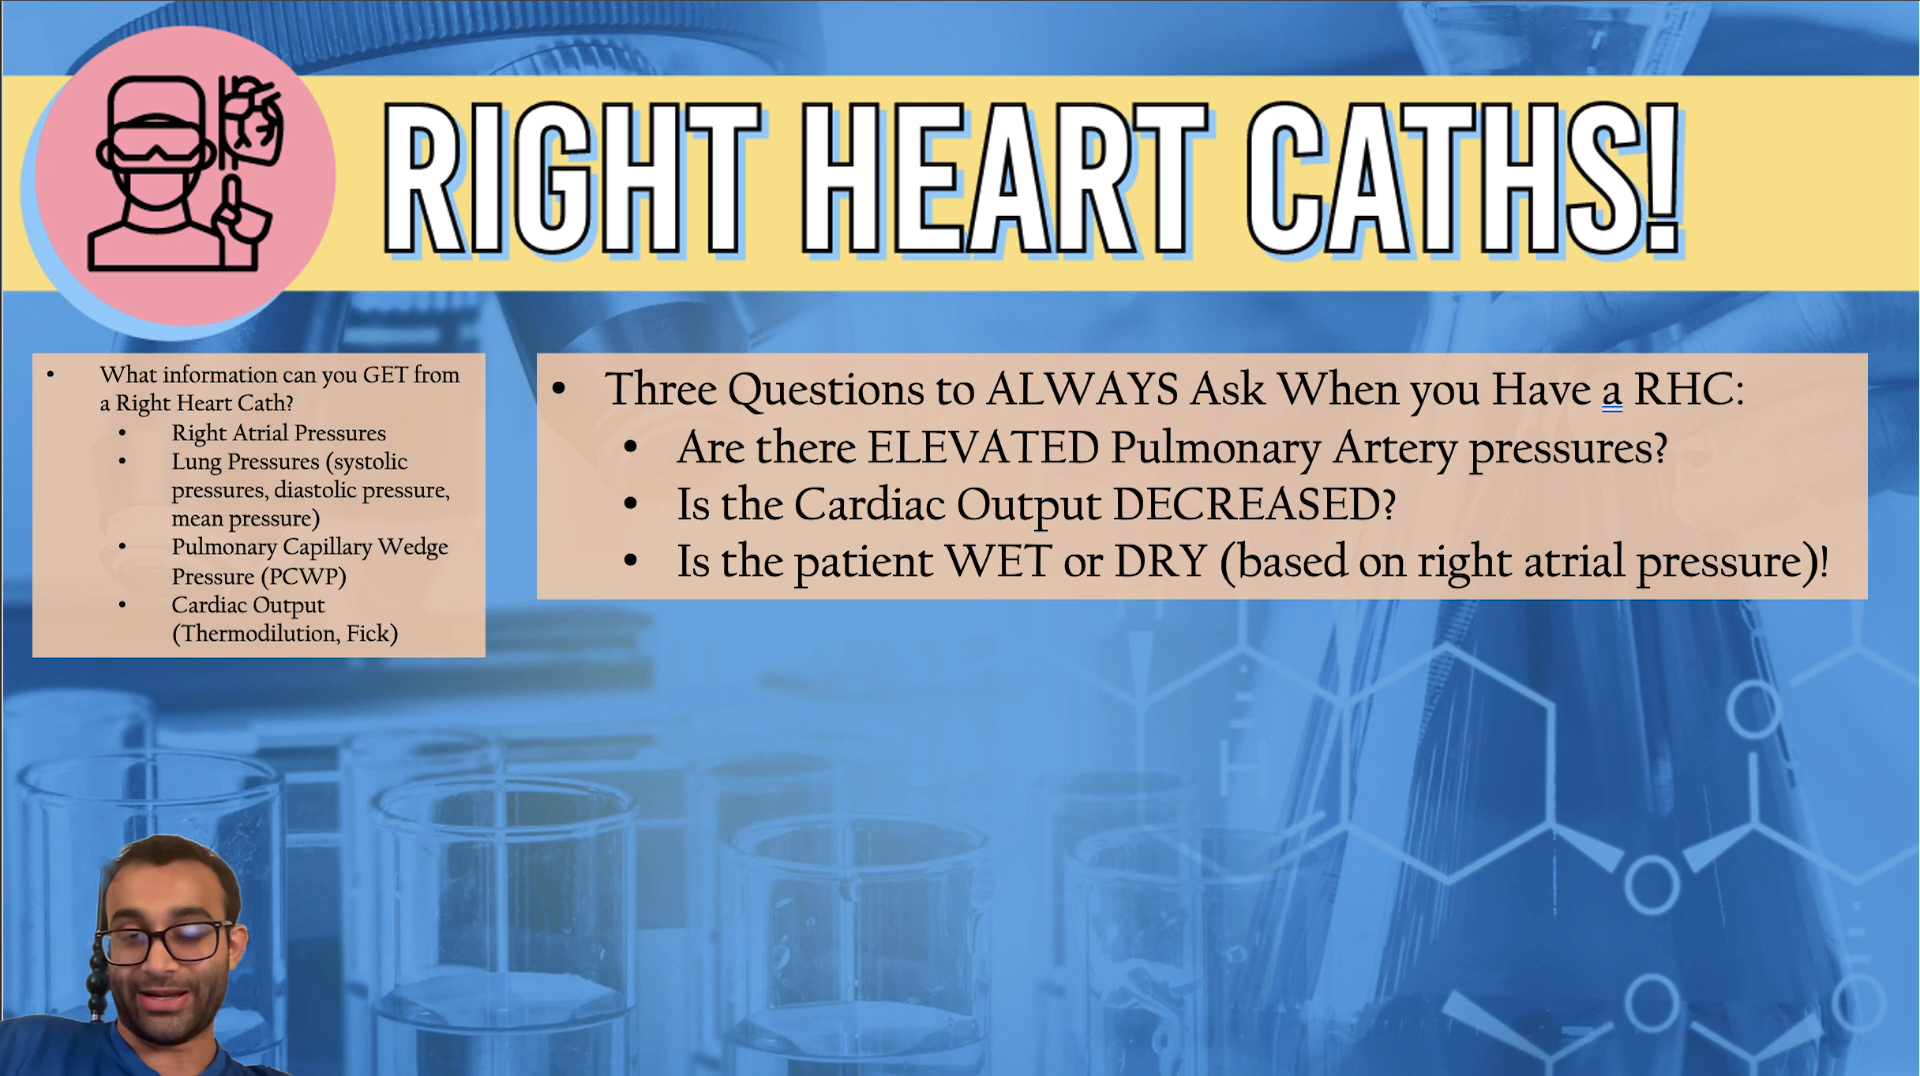 RIGHT HEART CATHS!
• What information can you GET from
a Right Heart Cath?
• Right Atrial Pressures
• Lung Pressures (systolic
pressures, diastolic pressure,
mean pressure)
• Pulmonary Capillary Wedge
Pressure (PCWP)
• Cardiac Output
(Thermodilution, Fick)
• Three Questions to ALWAYS Ask When you Have a RHC:
• Are there ELEVATED Pulmonary Artery pressures?
• Is the Cardiac Output DECREASED?
• Is the patient WET or DRY (based on right atrial pressure)!
H
O
O
O
O